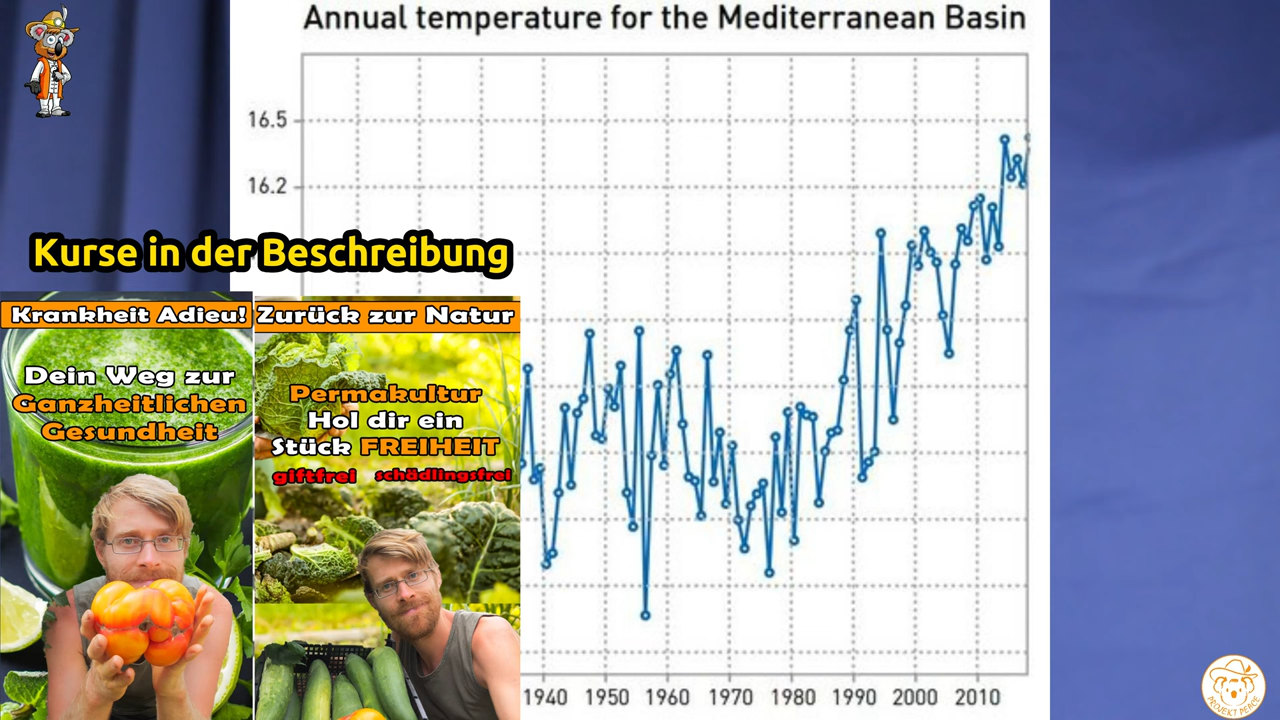 Annual temperature for the Mediterranean Basin
16.5
16.2
Kurse in der Beschreibung
Krankheit Adieu!
Dein Weg zur
Ganzheitlichen
Gesundheit
Zurück zur Natur
Permakultur
Hol dir ein
Stück FREIHEIT
giftfrei schädlingsfrei
1940 1950 1960 1970 1980 1990 2000 2010
PROJEKT PEACE